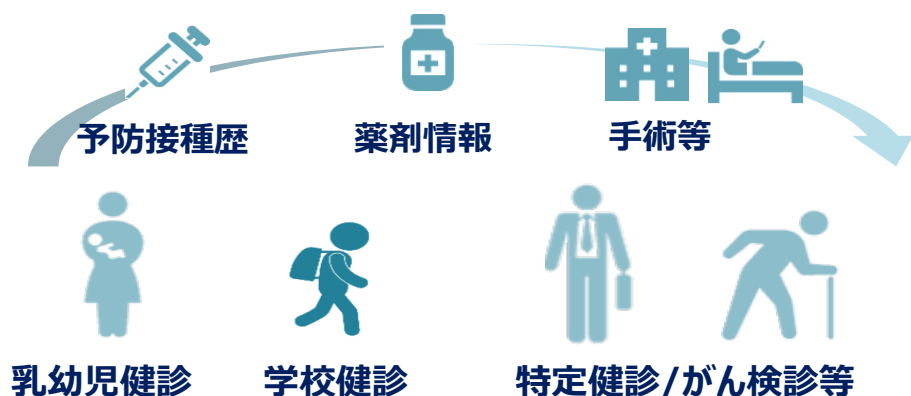 予防接種歴
薬剤情報
手術等
乳幼児健診
学校健診
特定健診/がん検診等